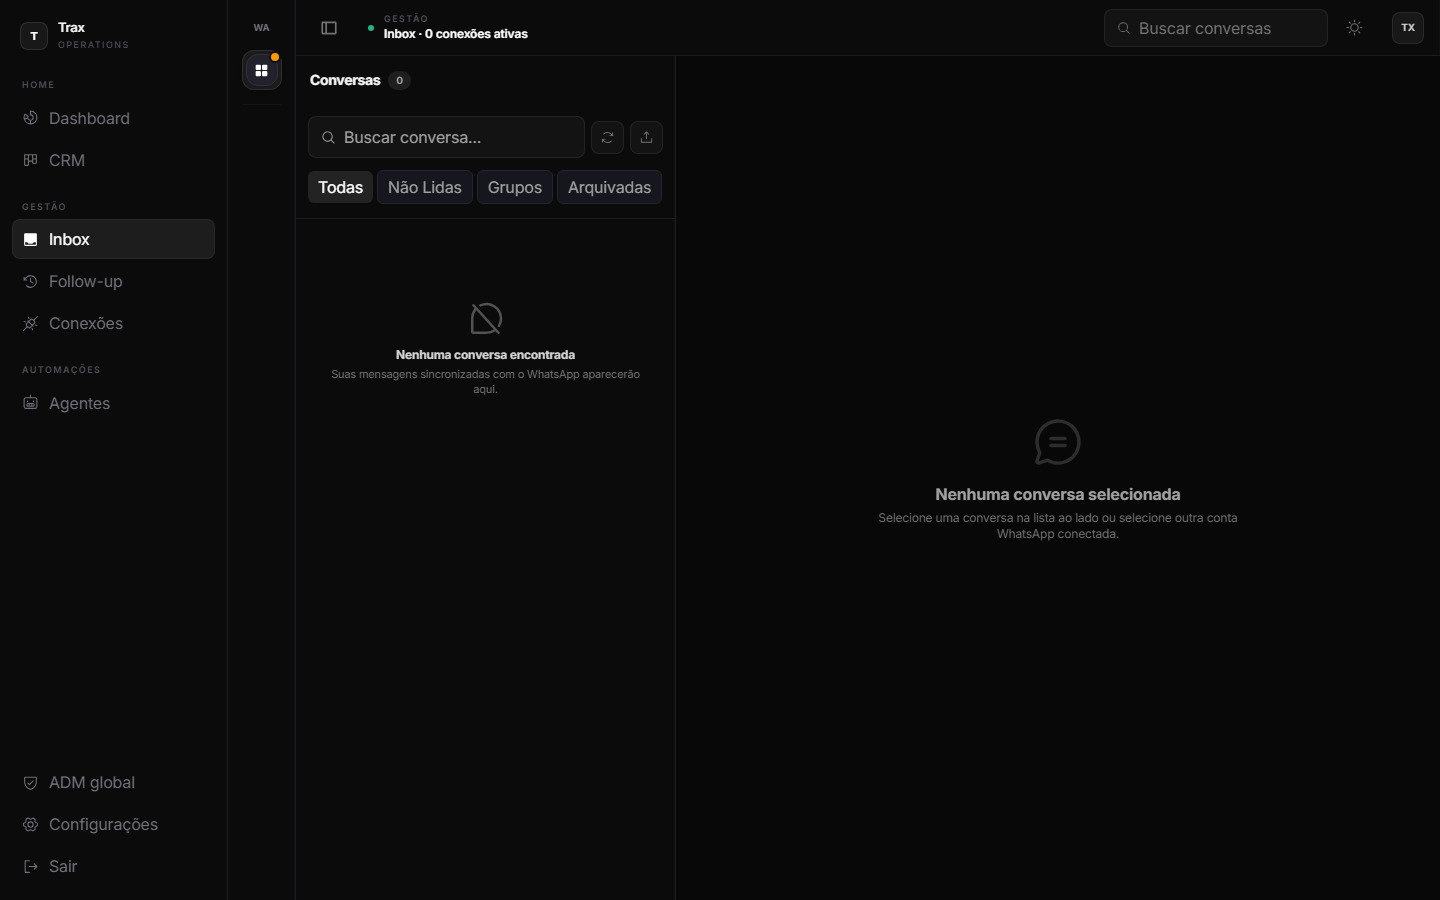 T
Trax
OPERATIONS
HOME
Dashboard
CRM
GESTÃO
Inbox
Follow-up
Conexões
AUTOMAÇÕES
Agentes
ADM global
Configurações
Sair
WA
GESTÃO
Inbox · 0 conexões ativas
Buscar conversas
TX
Conversas 0
Buscar conversa...
Todas Não Lidas Grupos Arquivadas
Nenhuma conversa encontrada
Suas mensagens sincronizadas com o WhatsApp aparecerão
aqui.
Nenhuma conversa selecionada
Selecione uma conversa na lista ao lado ou selecione outra conta
WhatsApp conectada.